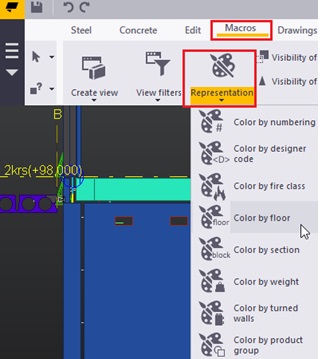 Steel
Concrete
Edit
Macros
Drawings
Visibility of
Create view
View filters
Representation
Visibility of
Color by numbering
#
Color by designer
code
<D>
Color by fire class
Color by floor
floor
Color by section
block
Color by weight
Color by turned
walls
Color by product
group
B
2krs(+98,000)